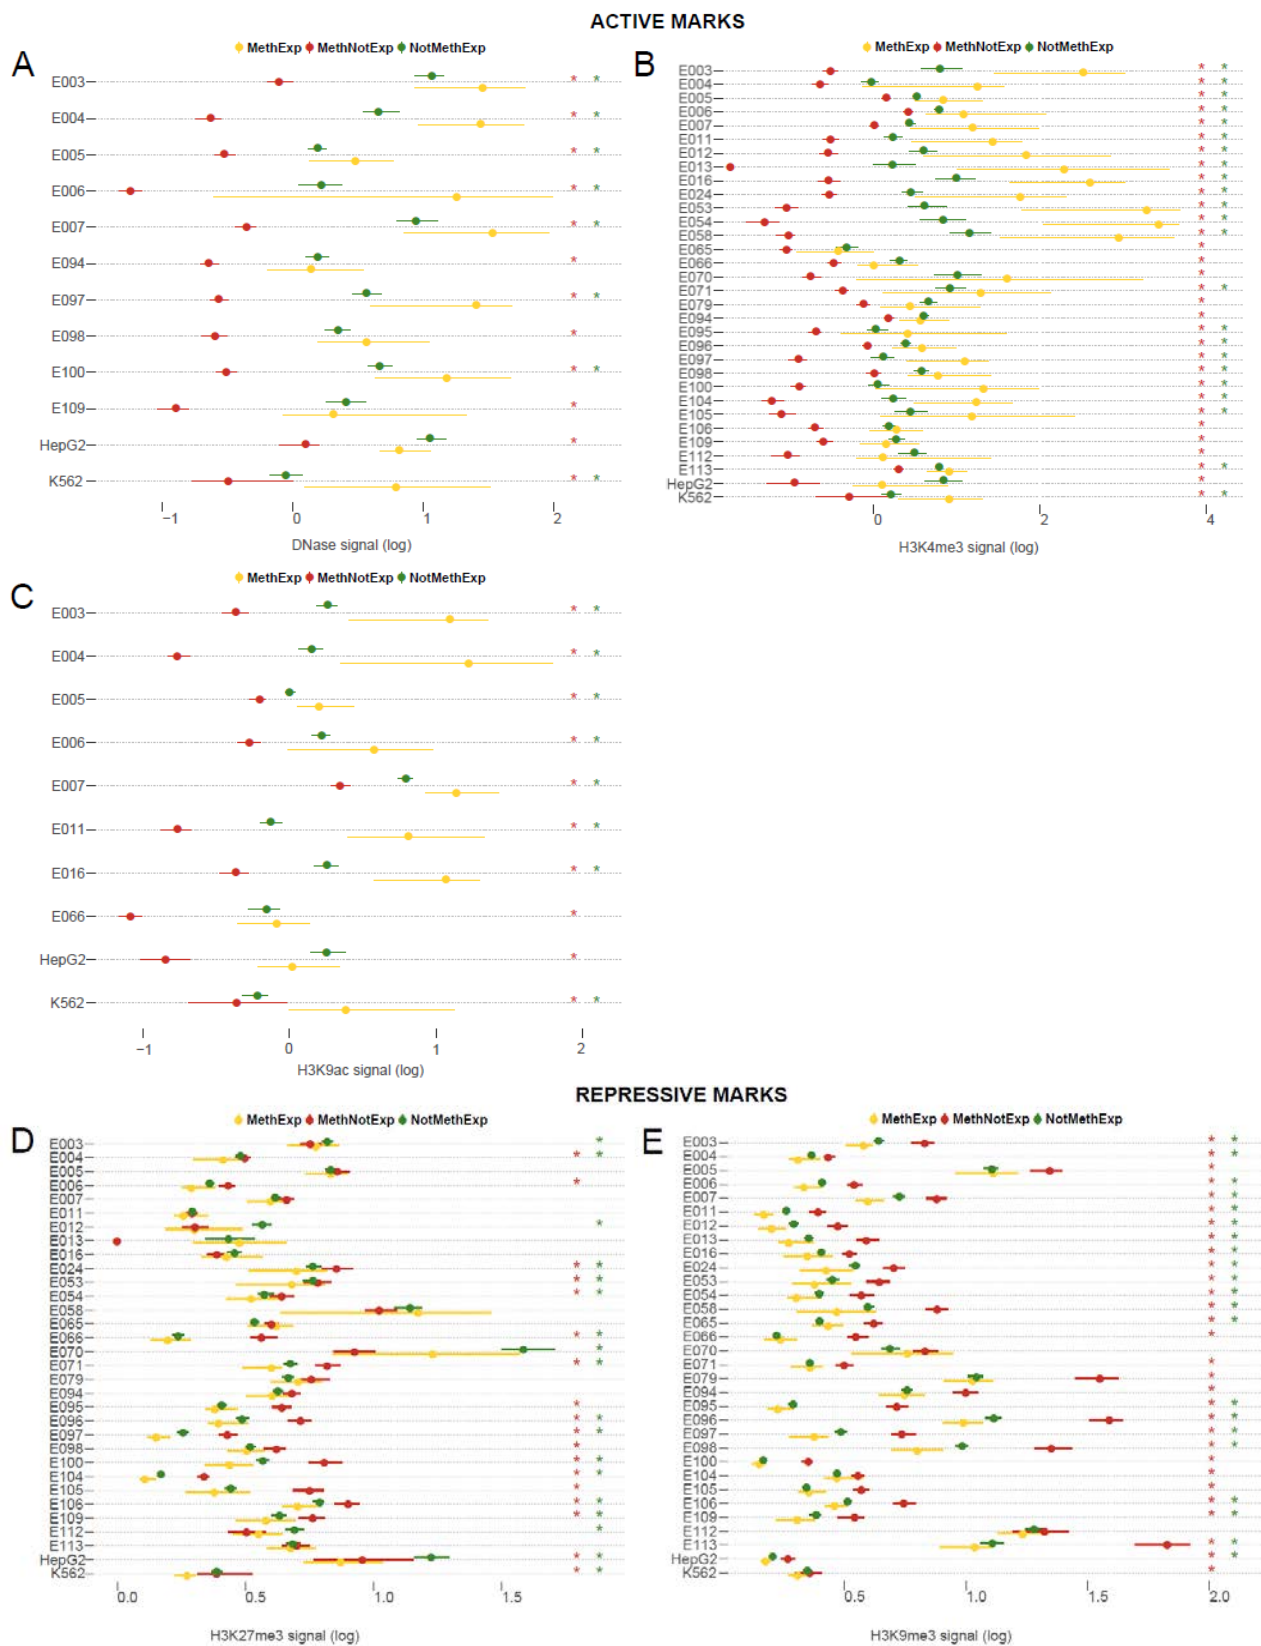 ACTIVE MARKS
A
MethExp MethNotExp NotMethExp
E003 * *
E004 * *
E005 * *
E006 * *
E007 * *
E094 *
E097 * *
E098 *
E100 * *
E109 *
HepG2 *
K562 * *
−1 0 1 2
DNase signal (log)
B
MethExp MethNotExp NotMethExp
E003 * *
E004 * *
E005 * *
E006 * *
E007 * *
E011 * *
E012 * *
E013 * *
E016 * *
E024 * *
E053 * *
E054 * *
E058 * *
E065 *
E066 *
E070 *
E071 * *
E079 *
E094 *
E095 * *
E096 * *
E097 * *
E098 * *
E100 * *
E104 * *
E105 * *
E106 *
E109 *
E112 *
E113 * *
HepG2 *
K562 * *
0 2 4
H3K4me3 signal (log)
C
MethExp MethNotExp NotMethExp
E003 * *
E004 * *
E005 * *
E006 * *
E007 * *
E011 * *
E016 * *
E066 *
HepG2 *
K562 * *
−1 0 1 2
H3K9ac signal (log)
REPRESSIVE MARKS
D
MethExp MethNotExp NotMethExp
E003 *
E004 * *
E005
E006 *
E007
E011
E012 *
E013
E016
E024 * *
E053 * *
E054 * *
E058
E065
E066 * *
E070 *
E071 * *
E079
E094
E095 *
E096 * *
E097 * *
E098 *
E100 * *
E104 * *
E105 *
E106 * *
E109 * *
E112 *
E113
HepG2 * *
K562 * *
0.0 0.5 1.0 1.5
H3K27me3 signal (log)
E
MethExp MethNotExp NotMethExp
E003 * *
E004 * *
E005 *
E006 * *
E007 * *
E011 * *
E012 * *
E013 * *
E016 * *
E024 * *
E053 * *
E054 * *
E058 * *
E065 * *
E066 *
E070
E071 *
E079 *
E094 *
E095 * *
E096 * *
E097 * *
E098 * *
E100 *
E104 *
E105 *
E106 * *
E109 * *
E112
E113 * *
HepG2 * *
K562 *
0.5 1.0 1.5 2.0
H3K9me3 signal (log)